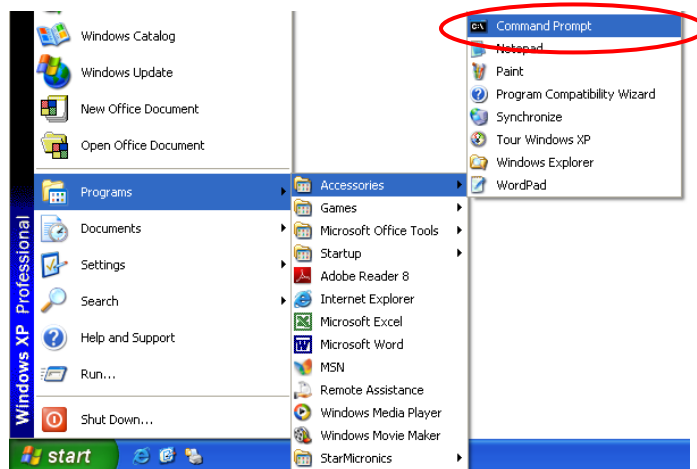 Windows Catalog
Windows Update
New Office Document
Open Office Document
Programs
Documents
Settings
Search
Help and Support
Run...
Shut Down...
Windows XP Professional
start
Accessories
Games
Microsoft Office Tools
Startup
Adobe Reader 8
Internet Explorer
Microsoft Excel
Microsoft Word
MSN
Remote Assistance
Windows Media Player
Windows Movie Maker
StarMicronics
Command Prompt
Notepad
Paint
Program Compatibility Wizard
Synchronize
Tour Windows XP
Windows Explorer
WordPad